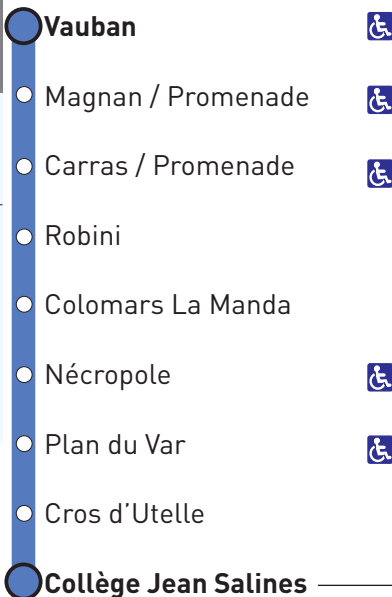 Vauban
Magnan / Promenade
Carras / Promenade
Robini
Colomars La Manda
Nécropole
Plan du Var
Cros d’Utelle
Collège Jean Salines